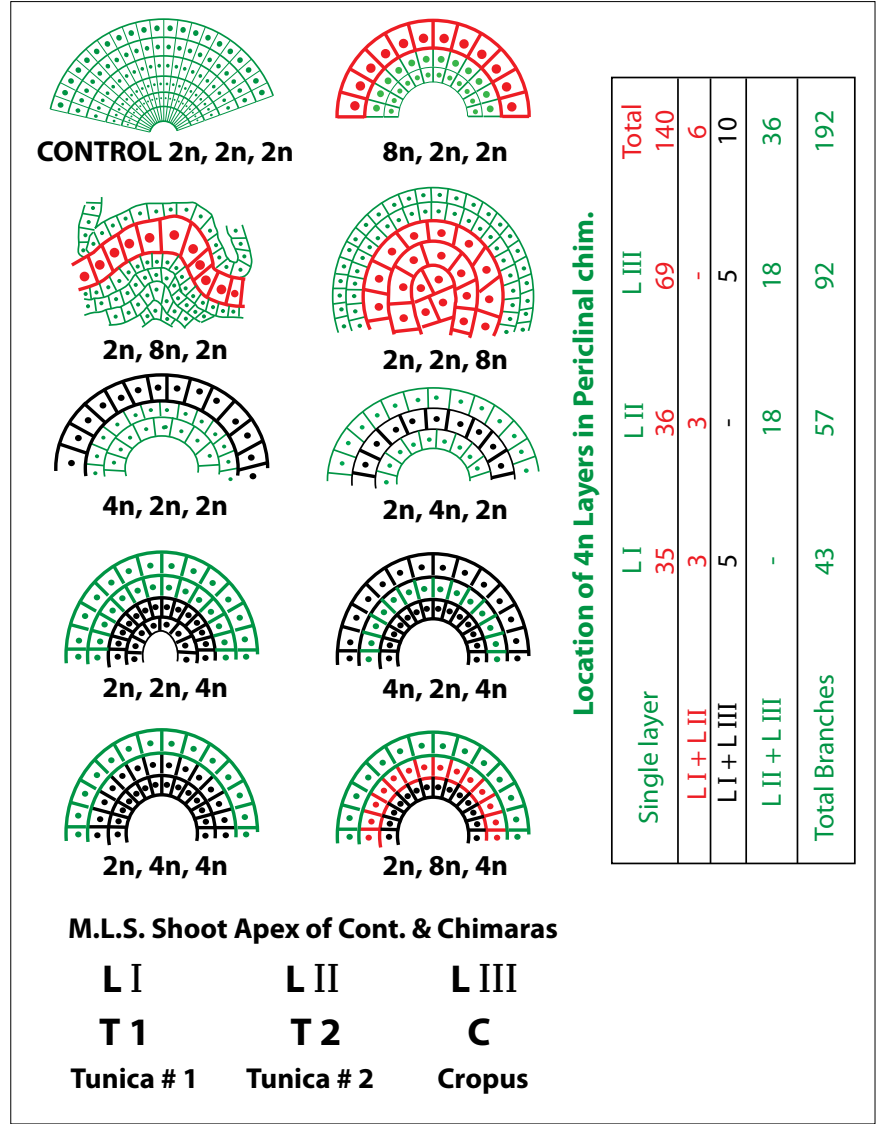 CONTROL 2n, 2n, 2n
8n, 2n, 2n
2n, 8n, 2n
2n, 2n, 8n
4n, 2n, 2n
2n, 4n, 2n
2n, 2n, 4n
4n, 2n, 4n
2n, 4n, 4n
2n, 8n, 4n
M.L.S. Shoot Apex of Cont. & Chimaras
L I L II L III
T 1 T 2 C
Tunica # 1 Tunica # 2 Cropus
Location of 4n Layers in Periclinal chim.
L I L II L III Total
Single layer 35 36 69 140
L I + L II 3 3 - 6
L I + L III 5 - 5 10
L II + L III - 18 18 36
Total Branches 43 57 92 192